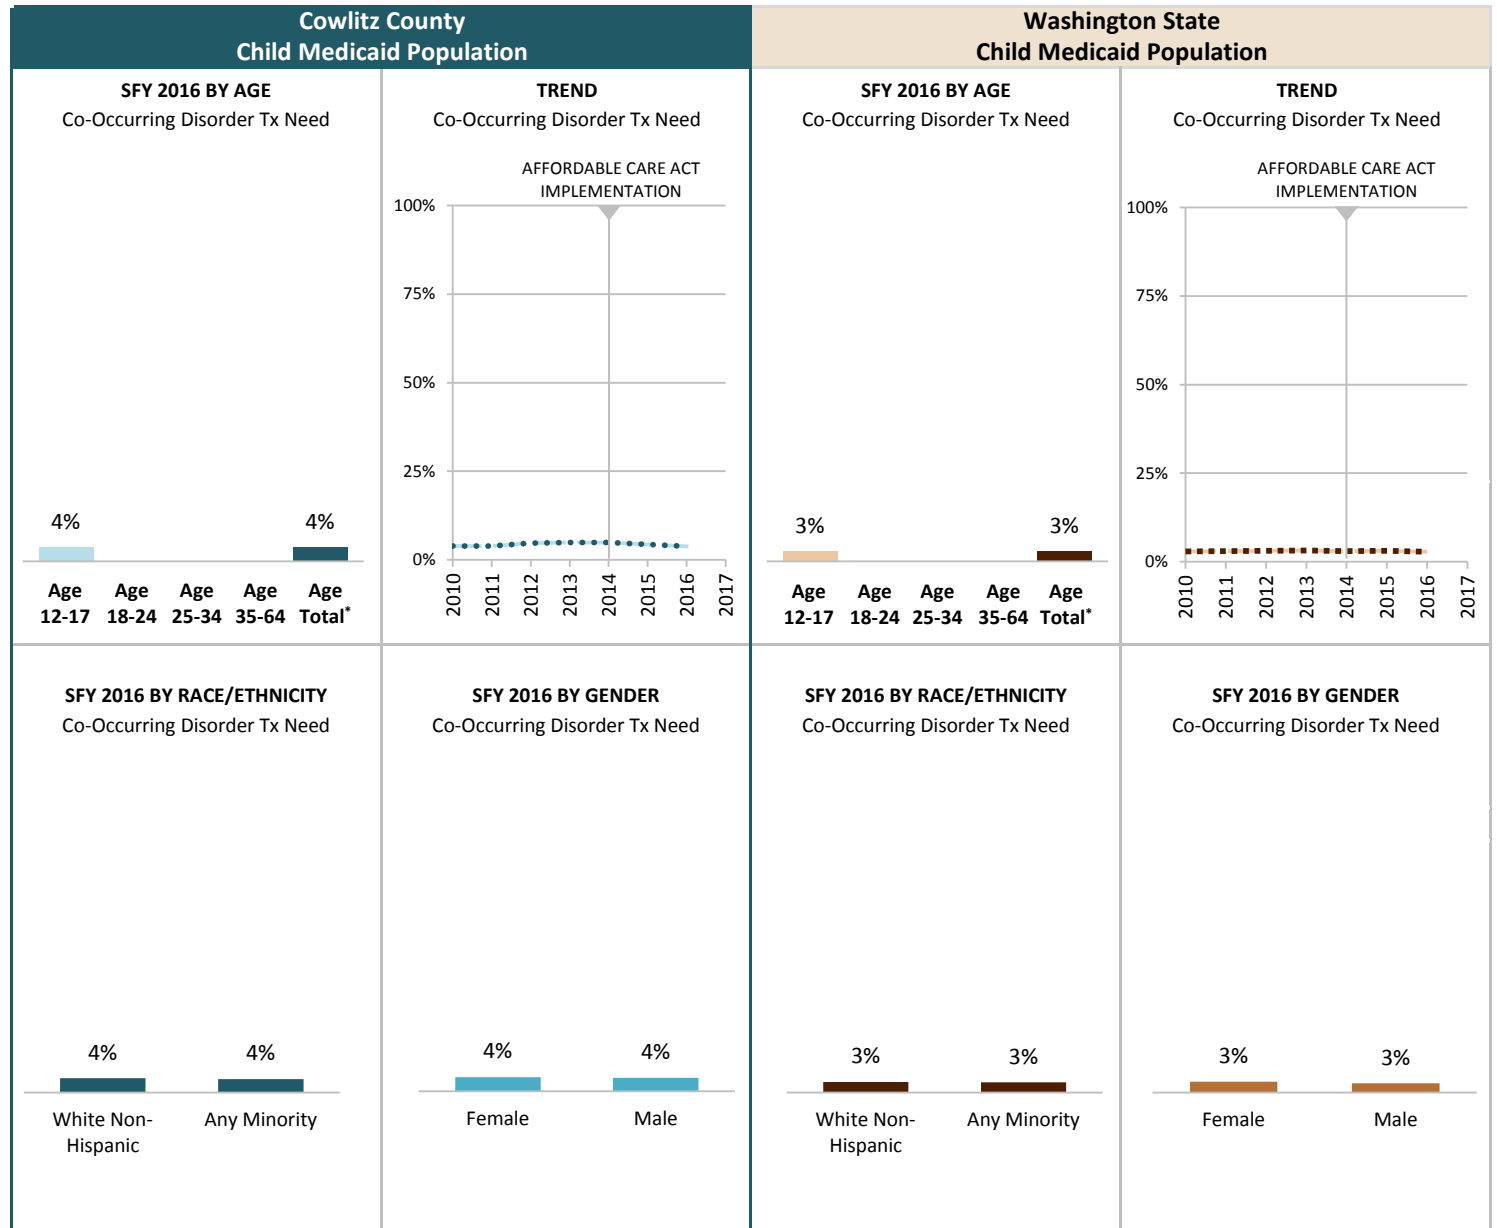 Cowlitz County
Child Medicaid Population
Washington State
Child Medicaid Population
SFY 2016 BY AGE
Co-Occurring Disorder Tx Need
4%
4%
Age Age Age Age Age
12-17 18-24 25-34 35-64 Total*
TREND
Co-Occurring Disorder Tx Need
AFFORDABLE CARE ACT
IMPLEMENTATION
100%
75%
50%
25%
0%
2010
2011
2012
2013
2014
2015
2016
2017
SFY 2016 BY AGE
Co-Occurring Disorder Tx Need
3%
3%
Age Age Age Age Age
12-17 18-24 25-34 35-64 Total*
TREND
Co-Occurring Disorder Tx Need
AFFORDABLE CARE ACT
IMPLEMENTATION
100%
75%
50%
25%
0%
2010
2011
2012
2013
2014
2015
2016
2017
SFY 2016 BY RACE/ETHNICITY
Co-Occurring Disorder Tx Need
4%
4%
White Non-
Hispanic
Any Minority
SFY 2016 BY GENDER
Co-Occurring Disorder Tx Need
4%
4%
Female
Male
SFY 2016 BY RACE/ETHNICITY
Co-Occurring Disorder Tx Need
3%
3%
White Non-
Hispanic
Any Minority
SFY 2016 BY GENDER
Co-Occurring Disorder Tx Need
3%
3%
Female
Male